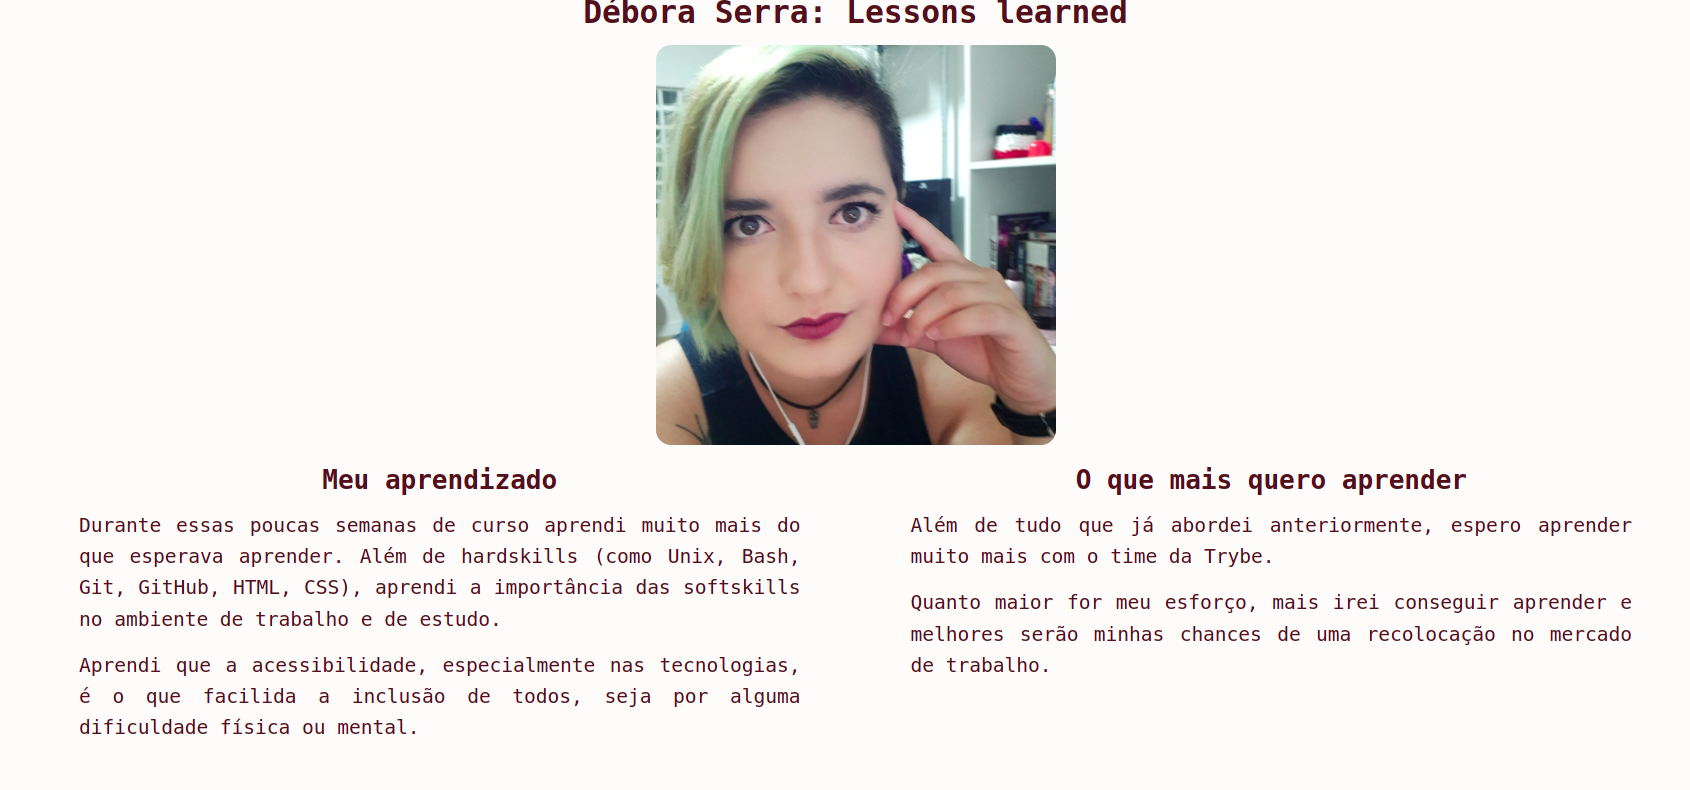 Débora Serra: Lessons learned
Meu aprendizado
Durante essas poucas semanas de curso aprendi muito mais do
que esperava aprender. Além de hardskills (como Unix, Bash,
Git, GitHub, HTML, CSS), aprendi a importância das softskills
no ambiente de trabalho e de estudo.
Aprendi que a acessibilidade, especialmente nas tecnologias,
é o que facilida a inclusão de todos, seja por alguma
dificuldade física ou mental.
O que mais quero aprender
Além de tudo que já abordei anteriormente, espero aprender
muito mais com o time da Trybe.
Quanto maior for meu esforço, mais irei conseguir aprender e
melhores serão minhas chances de uma recolocação no mercado
de trabalho.